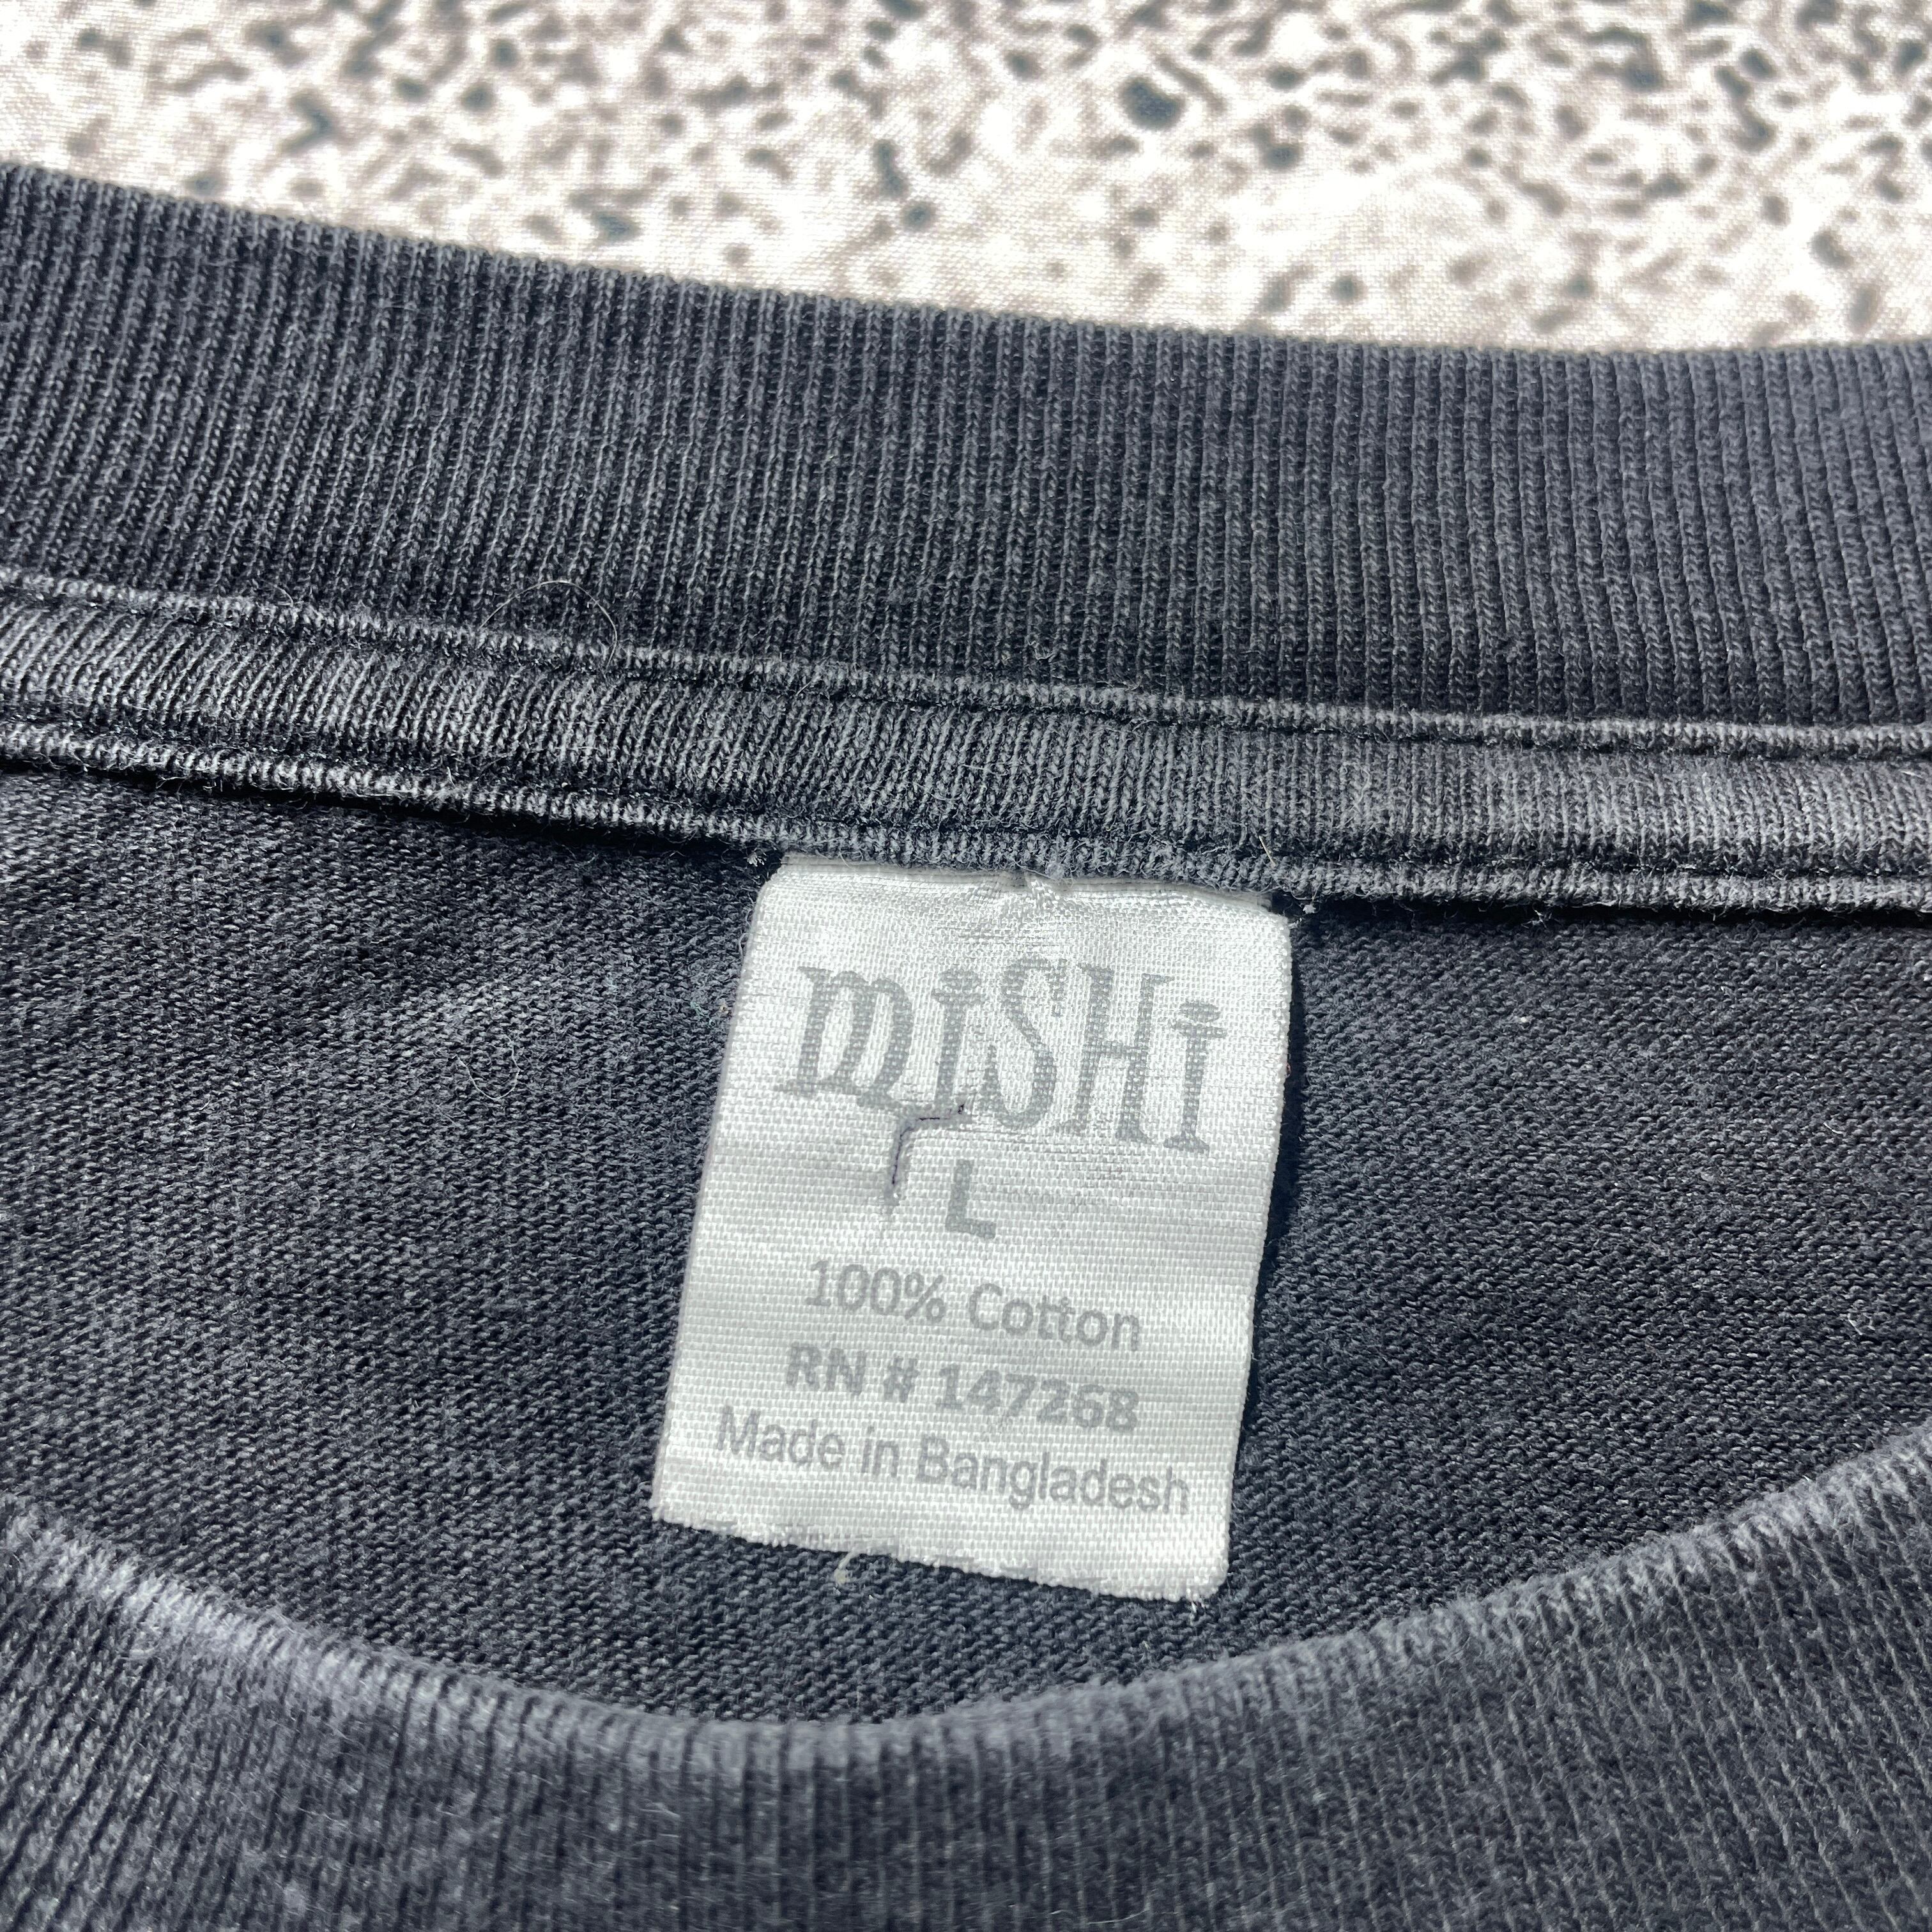 miSHi
L
100% Cotton
RN # 147268
Made in Bangladesh